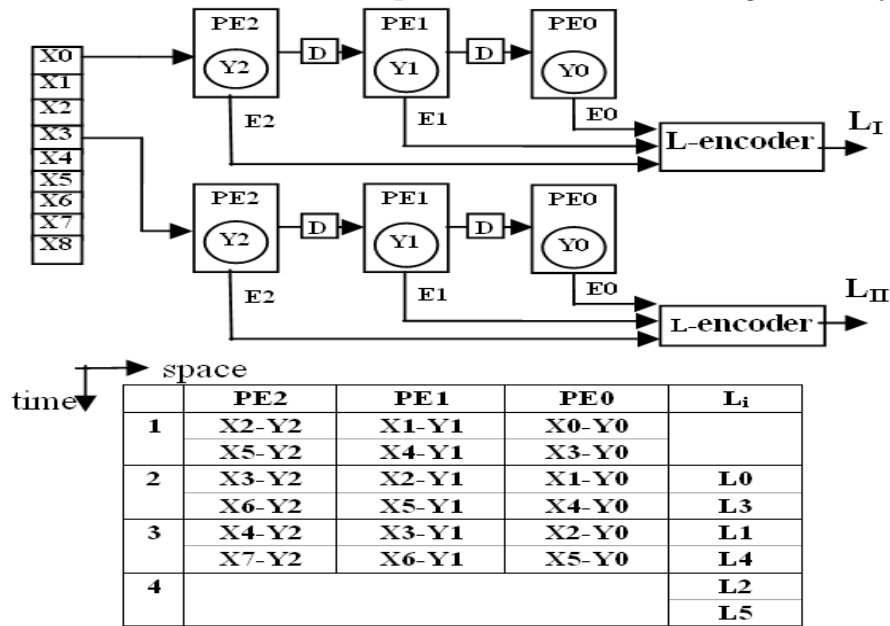 PE2 PE1 PE0
X0
X1
X2
X3
X4
X5
X6
X7
X8
Y2 D Y1 D Y0
E2 E1 E0
L-encoder L_I
PE2 PE1 PE0
Y2 D Y1 D Y0
E2 E1 E0
L-encoder L_II
space
time
PE2 PE1 PE0 L_i
1 X2-Y2 X1-Y1 X0-Y0
X5-Y2 X4-Y1 X3-Y0
2 X3-Y2 X2-Y1 X1-Y0 L0
X6-Y2 X5-Y1 X4-Y0 L3
3 X4-Y2 X3-Y1 X2-Y0 L1
X7-Y2 X6-Y1 X5-Y0 L4
4 L2
L5